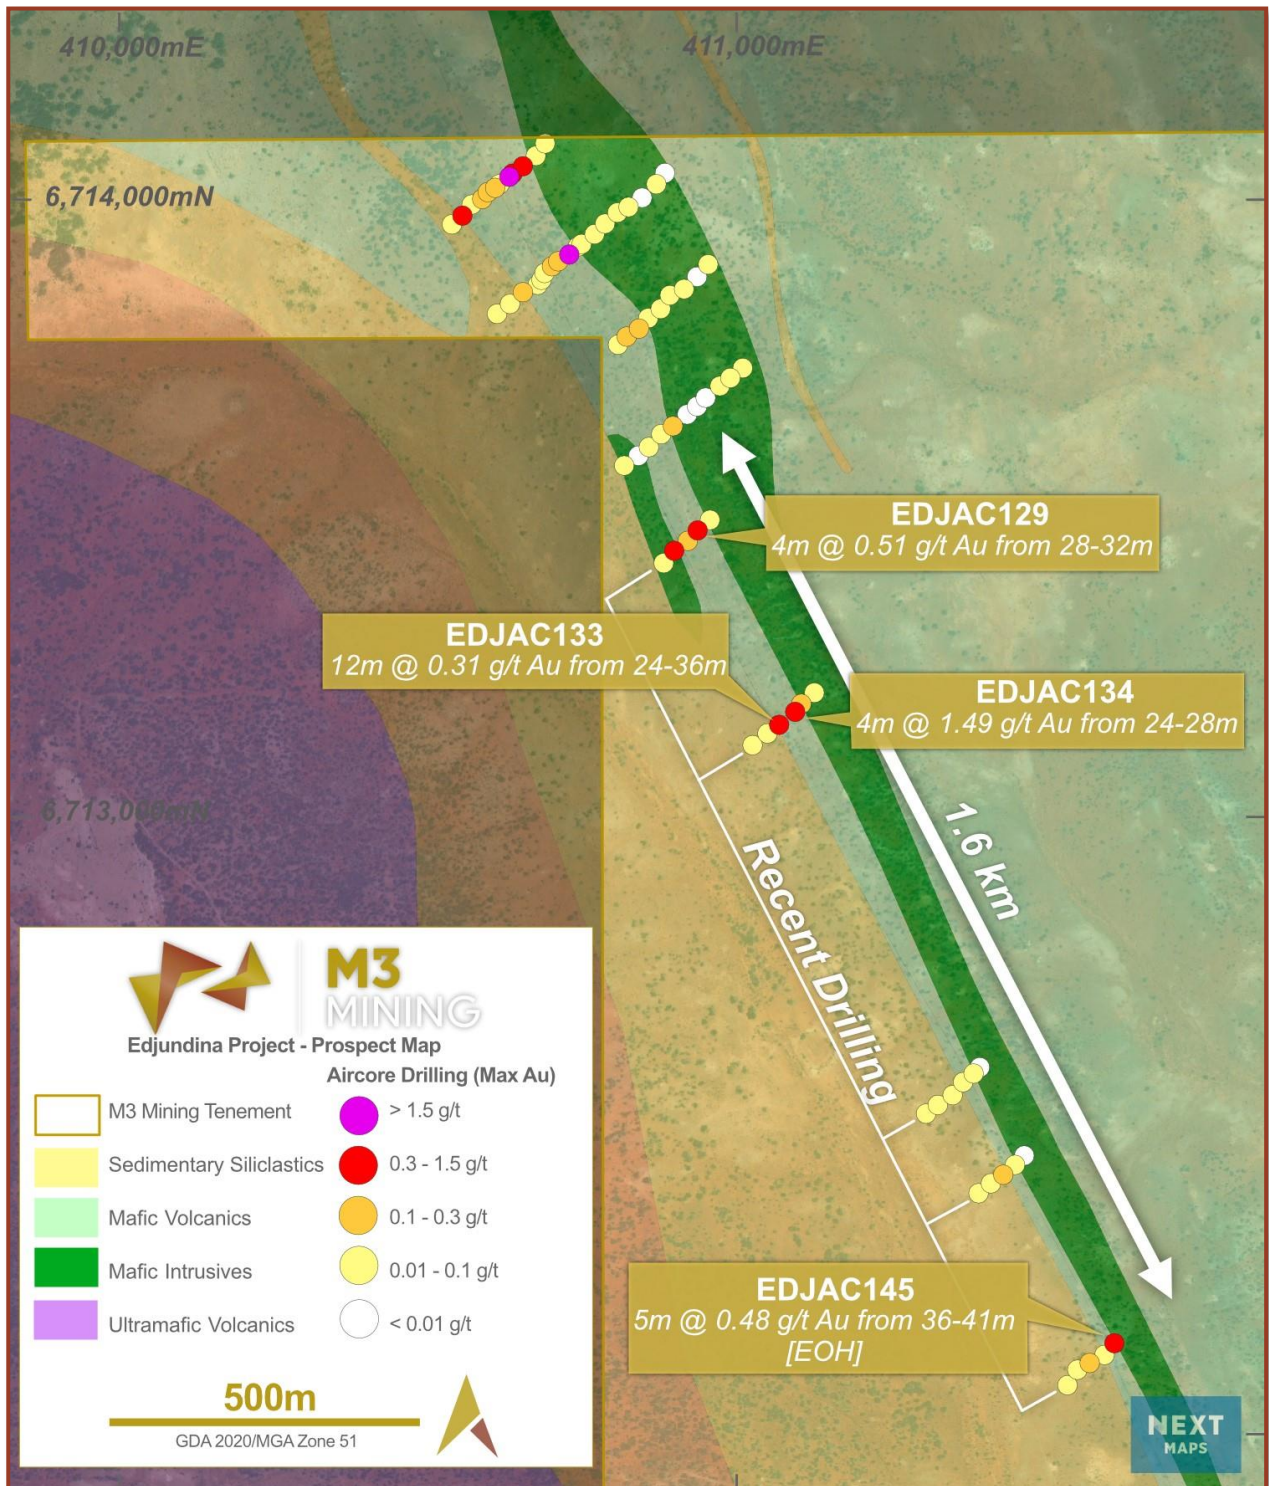 410,000mE
411,000mE
6,714,000mN
EDJAC129
4m @ 0.51 g/t Au from 28-32m
EDJAC133
12m @ 0.31 g/t Au from 24-36m
EDJAC134
4m @ 1.49 g/t Au from 24-28m
6,713,000mN
1.6 km
Recent Drilling
M3
MINING
Edjundina Project - Prospect Map
Aircore Drilling (Max Au)
M3 Mining Tenement
> 1.5 g/t
Sedimentary Siliclastics
0.3 - 1.5 g/t
Mafic Volcanics
0.1 - 0.3 g/t
Mafic Intrusives
0.01 - 0.1 g/t
Ultramafic Volcanics
< 0.01 g/t
500m
GDA 2020/MGA Zone 51
EDJAC145
5m @ 0.48 g/t Au from 36-41m
[EOH]
NEXT
MAPS